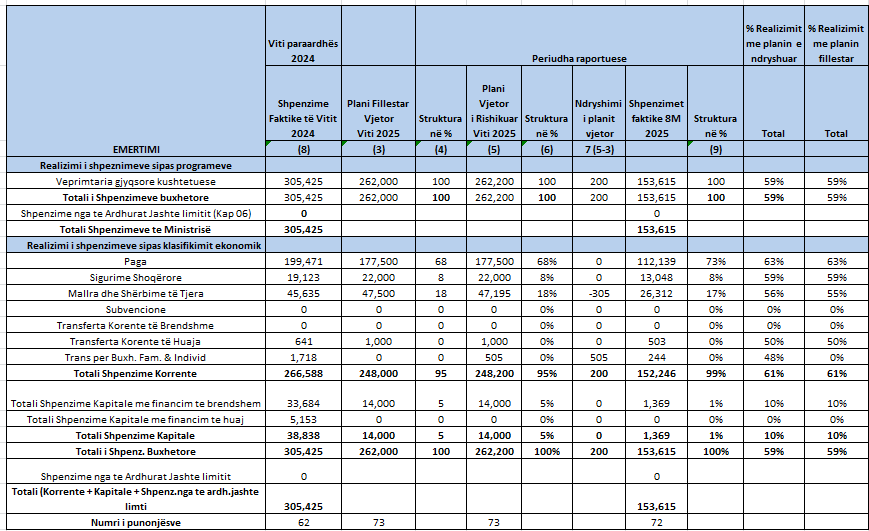 EMERTIMI | Viti paraardhës 2024 | Periudha raportuese | % Realizimit me planin e ndryshuar | % Realizimit me planin fillestar
Shpenzime Faktike të Vitit 2024 | Plani Fillestar Vjetor Viti 2025 | Struktura në % | Plani Vjetor i Rishikuar Viti 2025 | Struktura në % | Ndryshimi i planit vjetor | Shpenzimet faktike 8M 2025 | Struktura në % | Total | Total
(8) | (3) | (4) | (5) | (6) | 7 (5-3) | | (9)
Realizimi i shpeznimeve sipas programeve
Veprimtaria gjyqsore kushtetuese | 305,425 | 262,000 | 100 | 262,200 | 100 | 200 | 153,615 | 100 | 59% | 59%
Totali i Shpenzimeve buxhetore | 305,425 | 262,000 | 100 | 262,200 | 100 | 200 | 153,615 | 100 | 59% | 59%
Shpenzime nga te Ardhurat Jashte limitit (Kap 06) | 0 | 0
Totali Shpenzimeve te Ministrisë | 305,425 | 153,615
Realizimi i shpenzimeve sipas klasifikimit ekonomik
Paga | 199,471 | 177,500 | 68 | 177,500 | 68% | 0 | 112,139 | 73% | 63% | 63%
Sigurime Shoqërore | 19,123 | 22,000 | 8 | 22,000 | 8% | 0 | 13,048 | 8% | 59% | 59%
Mallra dhe Shërbime të Tjera | 45,635 | 47,500 | 18 | 47,195 | 18% | -305 | 26,312 | 17% | 56% | 55%
Subvencione | 0 | 0 | 0 | 0 | 0% | 0 | 0 | 0% | 0% | 0%
Transferta Korente të Brendshme | 0 | 0 | 0 | 0 | 0% | 0 | 0 | 0% | 0% | 0%
Transferta Korente të Huaja | 641 | 1,000 | 0 | 1,000 | 0% | 0 | 503 | 0% | 50% | 50%
Trans per Buxh. Fam. & Individ | 1,718 | 0 | 505 | 0% | 505 | 244 | 0% | 48% | 0%
Totali Shpenzime Korrente | 266,588 | 248,000 | 95 | 248,200 | 95% | 200 | 152,246 | 99% | 61% | 61%
Totali Shpenzime Kapitale me financim te brendshem | 33,684 | 14,000 | 5 | 14,000 | 5% | 0 | 1,369 | 1% | 10% | 10%
Totali Shpenzime Kapitale me financim te huaj | 5,153 | 0 | 0 | 0 | 0% | 0 | 0 | 0% | 0% | 0%
Totali Shpenzime Kapitale | 38,838 | 14,000 | 5 | 14,000 | 5% | 0 | 1,369 | 1% | 10% | 10%
Totali i Shpenz. Buxhetore | 305,425 | 262,000 | 100 | 262,200 | 100% | 200 | 153,615 | 100% | 59% | 59%
Shpenzime nga te Ardhurat Jashte limitit | 0 | 0
Totali (Korrente + Kapitale + Shpenz.nga te ardh.jashte limti | 305,425 | 153,615
Numri i punonjësve | 62 | 73 | 73 | 72